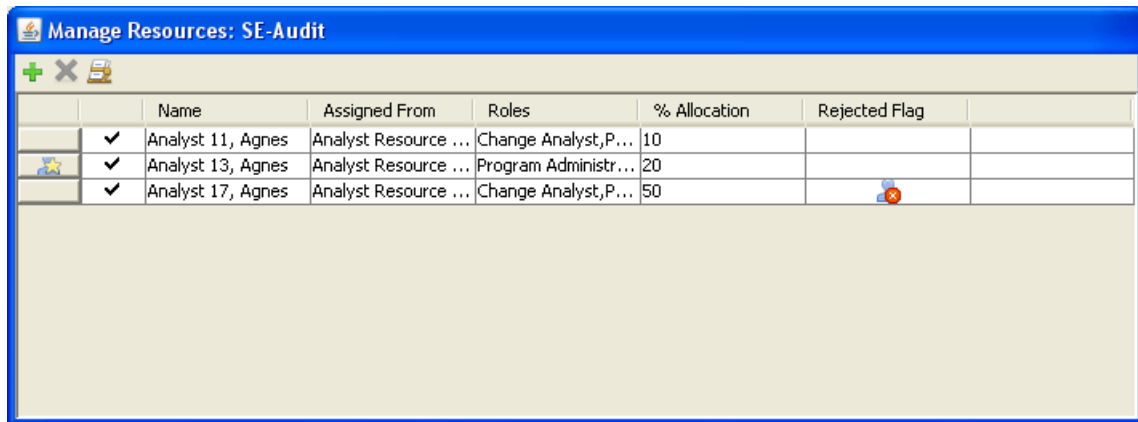 Manage Resources: SE-Audit
Name Assigned From Roles % Allocation Rejected Flag
Analyst 11, Agnes Analyst Resource ... Change Analyst,P... 10
Analyst 13, Agnes Analyst Resource ... Program Administr... 20
Analyst 17, Agnes Analyst Resource ... Change Analyst,P... 50